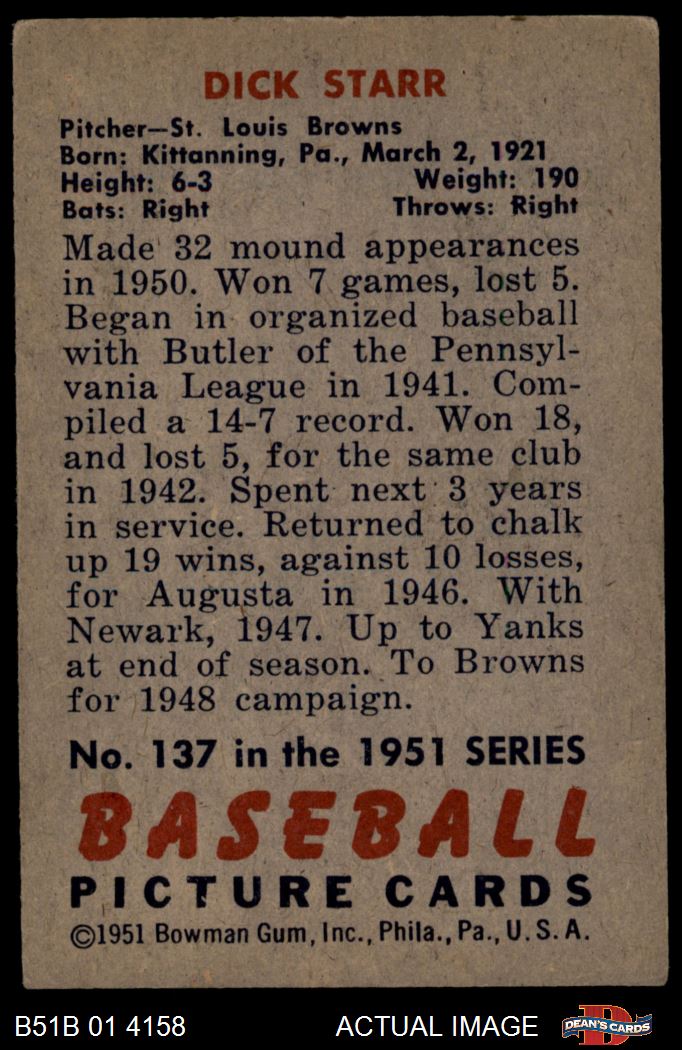 DICK STARR
Pitcher—St. Louis Browns
Born: Kittanning, Pa., March 2, 1921
Height: 6-3 Weight: 190
Bats: Right Throws: Right
Made 32 mound appearances
in 1950. Won 7 games, lost 5.
Began in organized baseball
with Butler of the Pennsyl-
vania League in 1941. Com-
piled a 14-7 record. Won 18,
and lost 5, for the same club
in 1942. Spent next 3 years
in service. Returned to chalk
up 19 wins, against 10 losses,
for Augusta in 1946. With
Newark, 1947. Up to Yanks
at end of season. To Browns
for 1948 campaign.
No. 137 in the 1951 SERIES
BASEBALL
PICTURE CARDS
©1951 Bowman Gum, Inc., Phila., Pa., U. S. A.
B51B 01 4158 ACTUAL IMAGE D DEAN'S CARDS